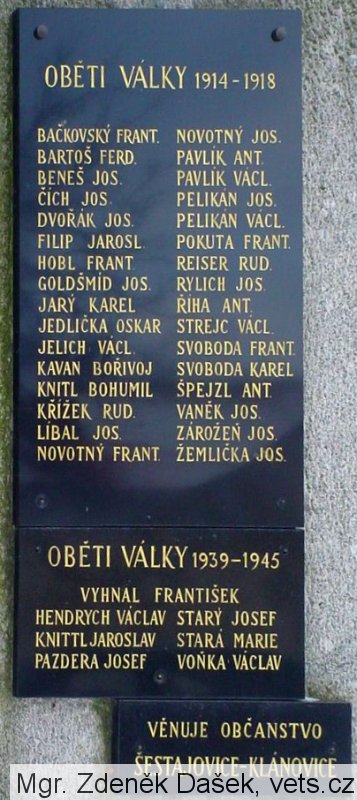 OBĚTI VÁLKY 1914 - 1918
BAČKOVSKÝ FRANT.
BARTOŠ FERD.
BENEŠ JOS.
ČÍCH JOS.
DVOŘÁK JOS.
FILIP JAROSL.
HOBL FRANT
GOLDŠMÍD JOS.
JARÝ KAREL
JEDLIČKA OSKAR
JELICH VÁCL.
KAVAN BOŘIVOJ
KNITL BOHUMIL
KŘÍŽEK RUD.
LÍBAL JOS.
NOVOTNÝ FRANT.
NOVOTNÝ JOS.
PAVLÍK ANT.
PAVLÍK VÁCL.
PELIKÁN JOS.
PELIKÁN VÁCL.
POKUTA FRANT.
REISER RUD.
RYLICH JOS.
ŘÍHA ANT.
STREJC VÁCL.
SVOBODA FRANT.
SVOBODA KAREL
ŠPEJZL ANT.
VANĚK JOS.
ZÁROŽEŇ JOS.
ŽEMLIČKA JOS.
OBĚTI VÁLKY 1939-1945
VYHNAL FRANTIŠEK
HENDRYCH VÁCLAV STARÝ JOSEF
KNITTL JAROSLAV STARÁ MARIE
PAZDERA JOSEF VOŇKA VÁCLAV
VĚNUJE OBČANSTVO
ŠESTAJOVICE-KLÁNOVICE
Mgr. Zdeněk Dašek, vets.cz